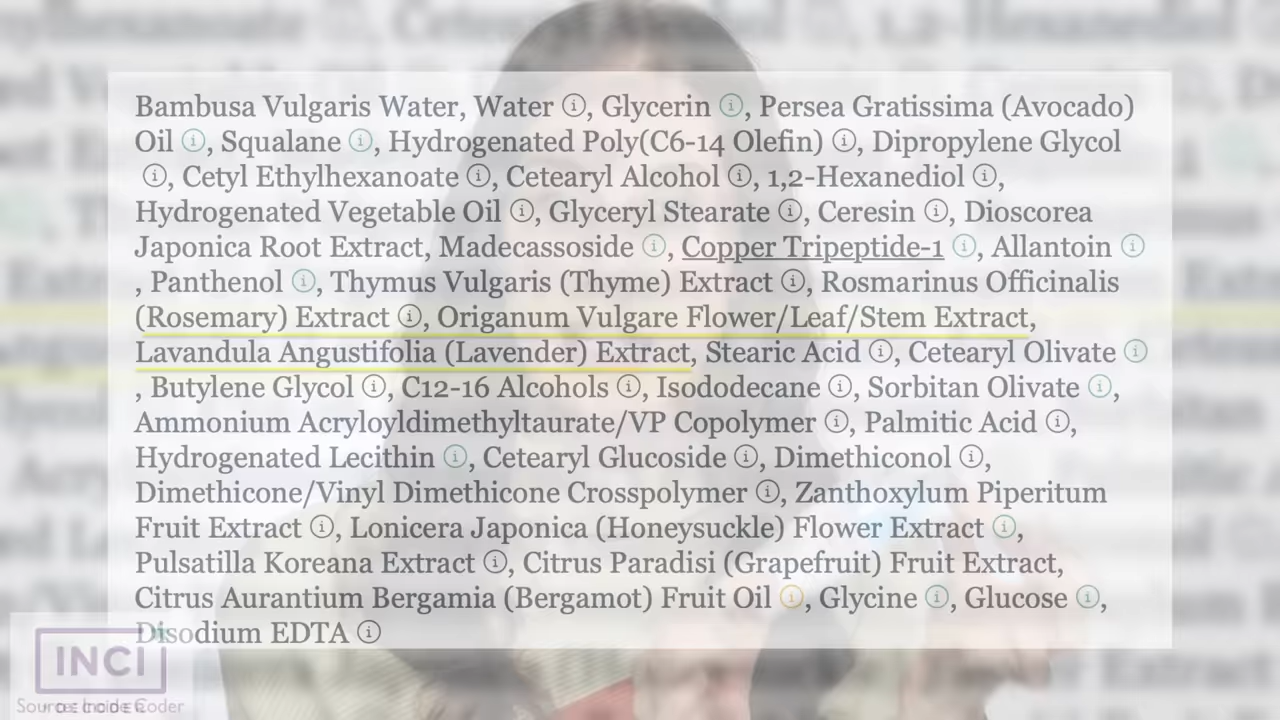 Bambusa Vulgaris Water, Water ⓘ, Glycerin ⓘ, Persea Gratissima (Avocado)
Oil ⓘ, Squalane ⓘ, Hydrogenated Poly(C6-14 Olefin) ⓘ, Dipropylene Glycol
ⓘ, Cetyl Ethylhexanoate ⓘ, Cetearyl Alcohol ⓘ, 1,2-Hexanediol ⓘ,
Hydrogenated Vegetable Oil ⓘ, Glyceryl Stearate ⓘ, Ceresin ⓘ, Dioscorea
Japonica Root Extract, Madecassoside ⓘ, Copper Tripeptide-1 ⓘ, Allantoin ⓘ
, Panthenol ⓘ, Thymus Vulgaris (Thyme) Extract ⓘ, Rosmarinus Officinalis
(Rosemary) Extract ⓘ, Origanum Vulgare Flower/Leaf/Stem Extract,
Lavandula Angustifolia (Lavender) Extract, Stearic Acid ⓘ, Cetearyl Olivate ⓘ
, Butylene Glycol ⓘ, C12-16 Alcohols ⓘ, Isododecane ⓘ, Sorbitan Olivate ⓘ,
Ammonium Acryloyldimethyltaurate/VP Copolymer ⓘ, Palmitic Acid ⓘ,
Hydrogenated Lecithin ⓘ, Cetearyl Glucoside ⓘ, Dimethiconol ⓘ,
Dimethicone/Vinyl Dimethicone Crosspolymer ⓘ, Zanthoxylum Piperitum
Fruit Extract ⓘ, Lonicera Japonica (Honeysuckle) Flower Extract ⓘ,
Pulsatilla Koreana Extract ⓘ, Citrus Paradisi (Grapefruit) Fruit Extract,
Citrus Aurantium Bergamia (Bergamot) Fruit Oil ⓘ, Glycine ⓘ, Glucose ⓘ,
Disodium EDTA ⓘ
INCI